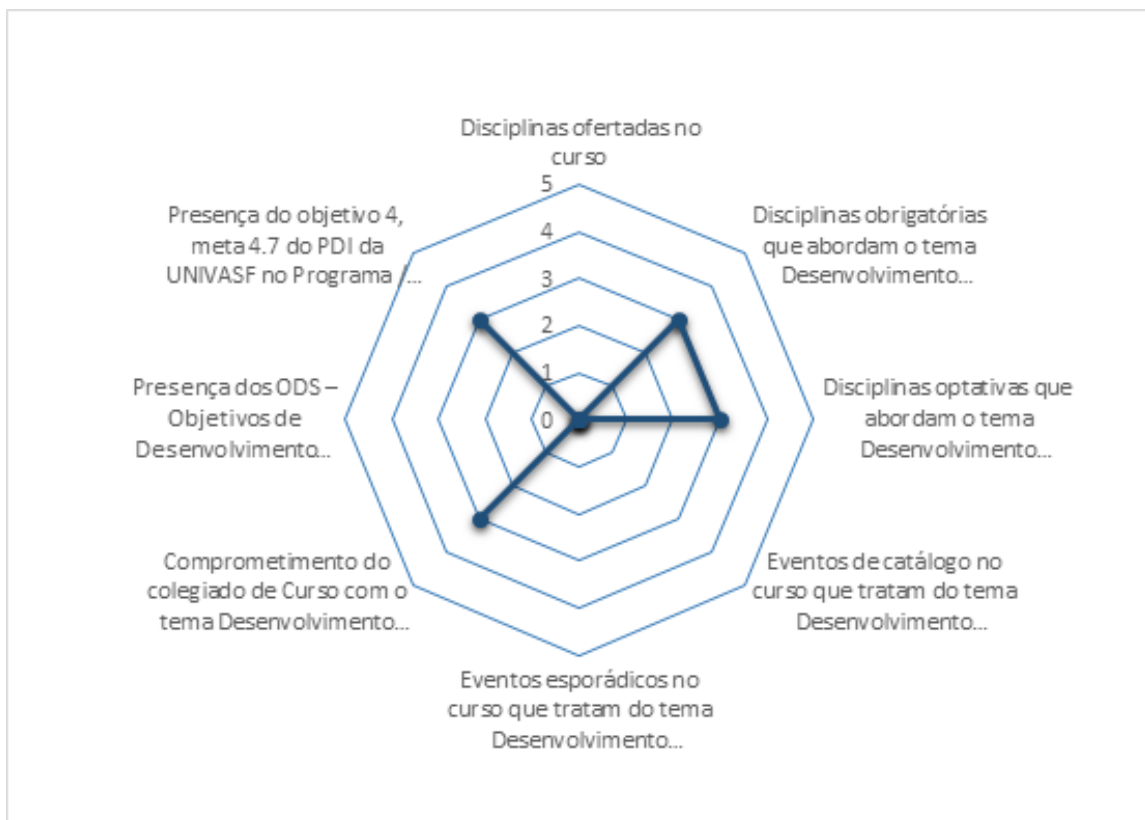 Disciplinas ofertadas no
curso
5
4
3
2
1
0
Disciplinas obrigatórias
que abordam o tema
Desenvolvimento...
Disciplinas optativas que
abordam o tema
Desenvolvimento...
Eventos de catálogo no
curso que tratam do tema
Desenvolvimento...
Eventos esporádicos no
curso que tratam do tema
Desenvolvimento...
Comprometimento do
colegiado de Curso com o
tema Desenvolvimento...
Presença dos ODS –
Objetivos de
Desenvolvimento...
Presença do objetivo 4,
meta 4.7 do PDI da
UNIVASF no Programa /...